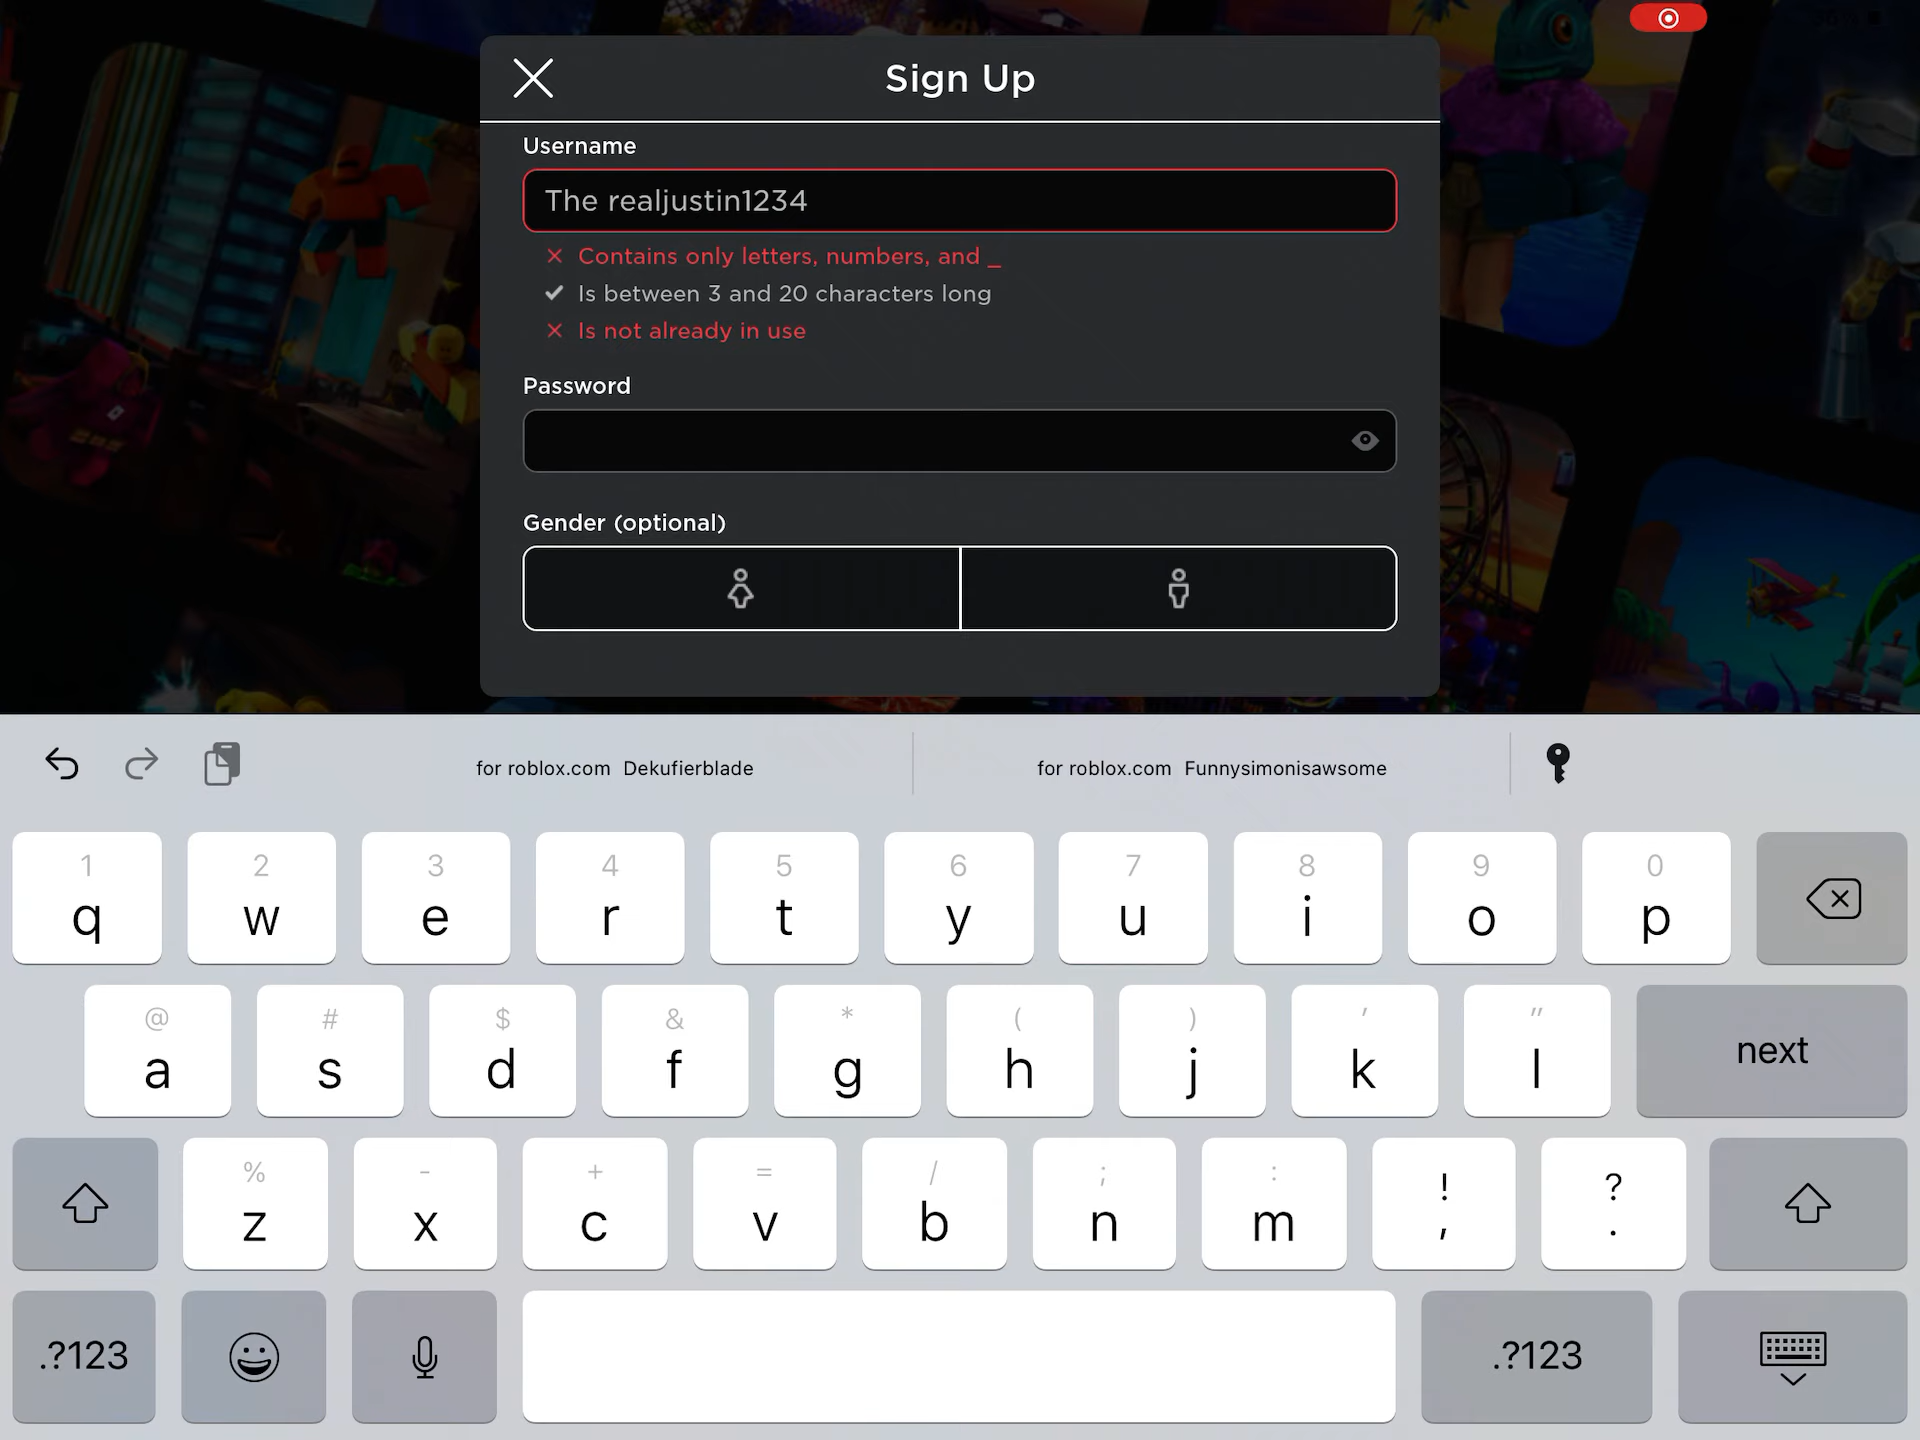 Sign Up
Username
The realjustin1234
Contains only letters, numbers, and _
Is between 3 and 20 characters long
Is not already in use
Password
Gender (optional)
for roblox.com Dekufierblade
for roblox.com Funnysimonisawsome
1 2 3 4 5 6 7 8 9 0
q w e r t y u i o p
@ # $ & * ( ) ' "
a s d f g h j k l next
% - + = / ; : ! ?
z x c v b n m , .
.?123 .?123